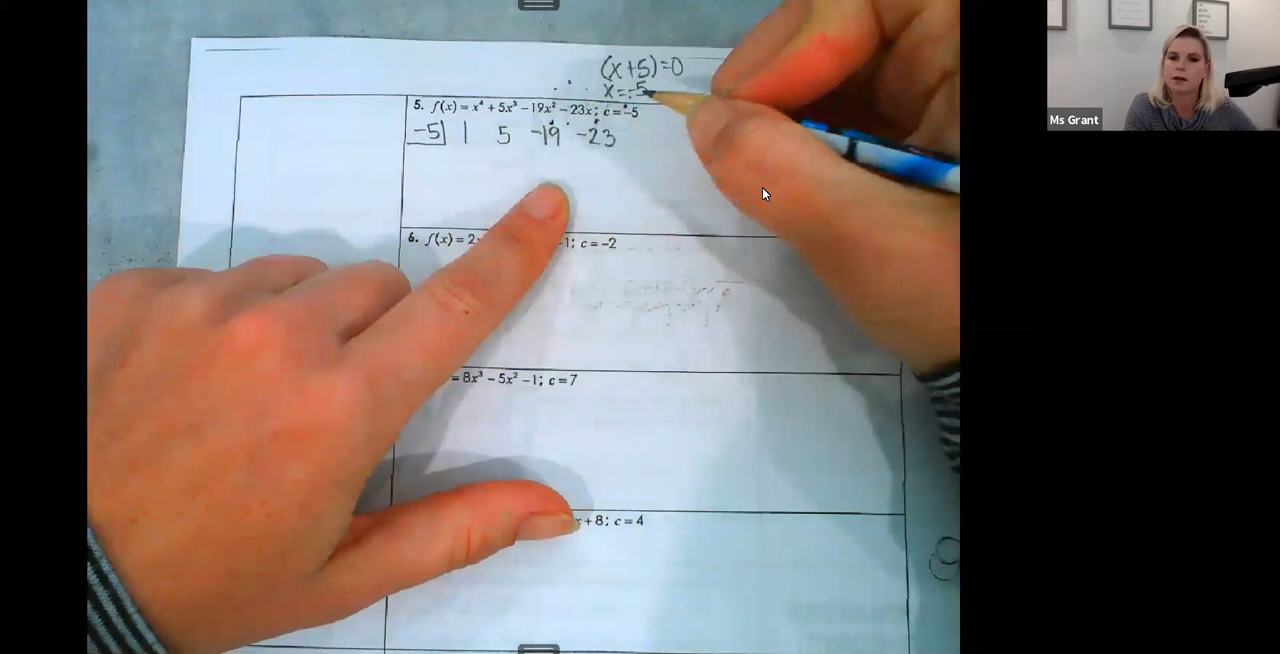 (x+5)=0
x=-5
5. f(x) = x⁴ + 5x³ − 19x² − 23x; c = −5
-5 1 5 -19 -23
6. f(x) = 2 −1; c = −2
= 8x³ − 5x² − 1; c = 7
+ 8; c = 4
Ms Grant